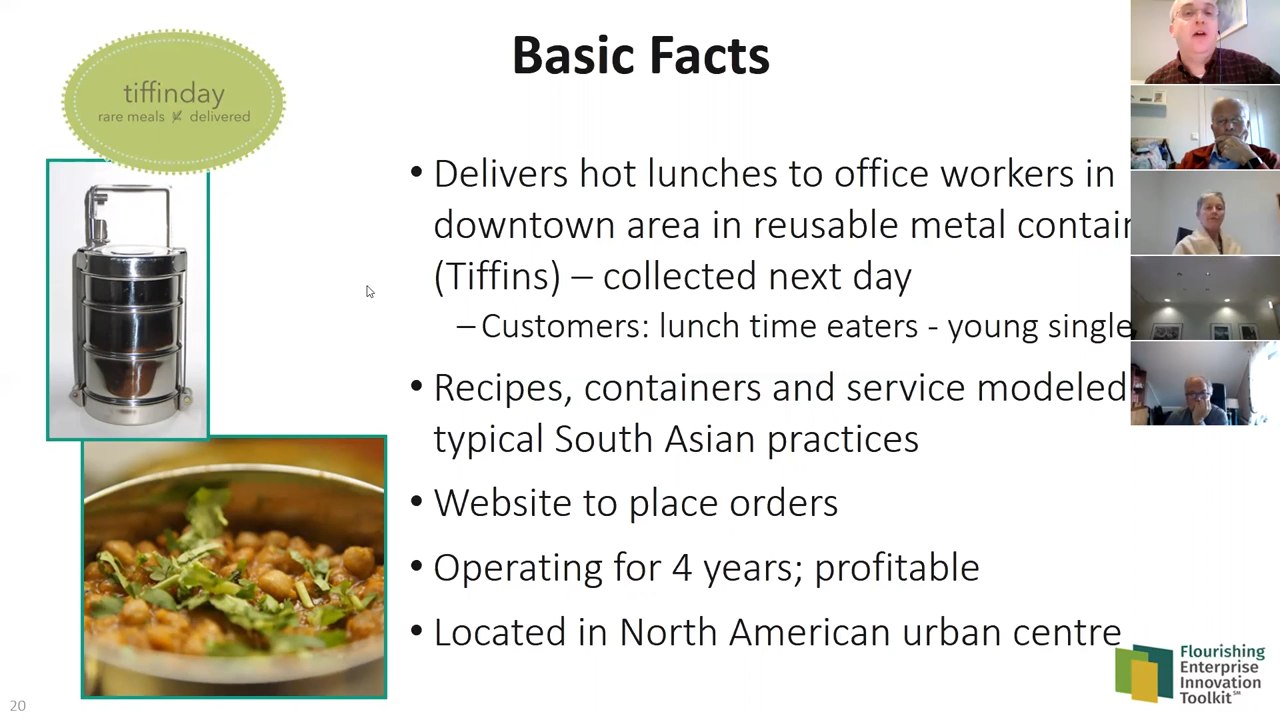 Basic Facts
tiffinday
rare meals delivered
• Delivers hot lunches to office workers in
downtown area in reusable metal contain
(Tiffins) – collected next day
– Customers: lunch time eaters - young single
• Recipes, containers and service modeled
typical South Asian practices
• Website to place orders
• Operating for 4 years; profitable
• Located in North American urban centre
Flourishing
Enterprise
Innovation
Toolkit℠
20